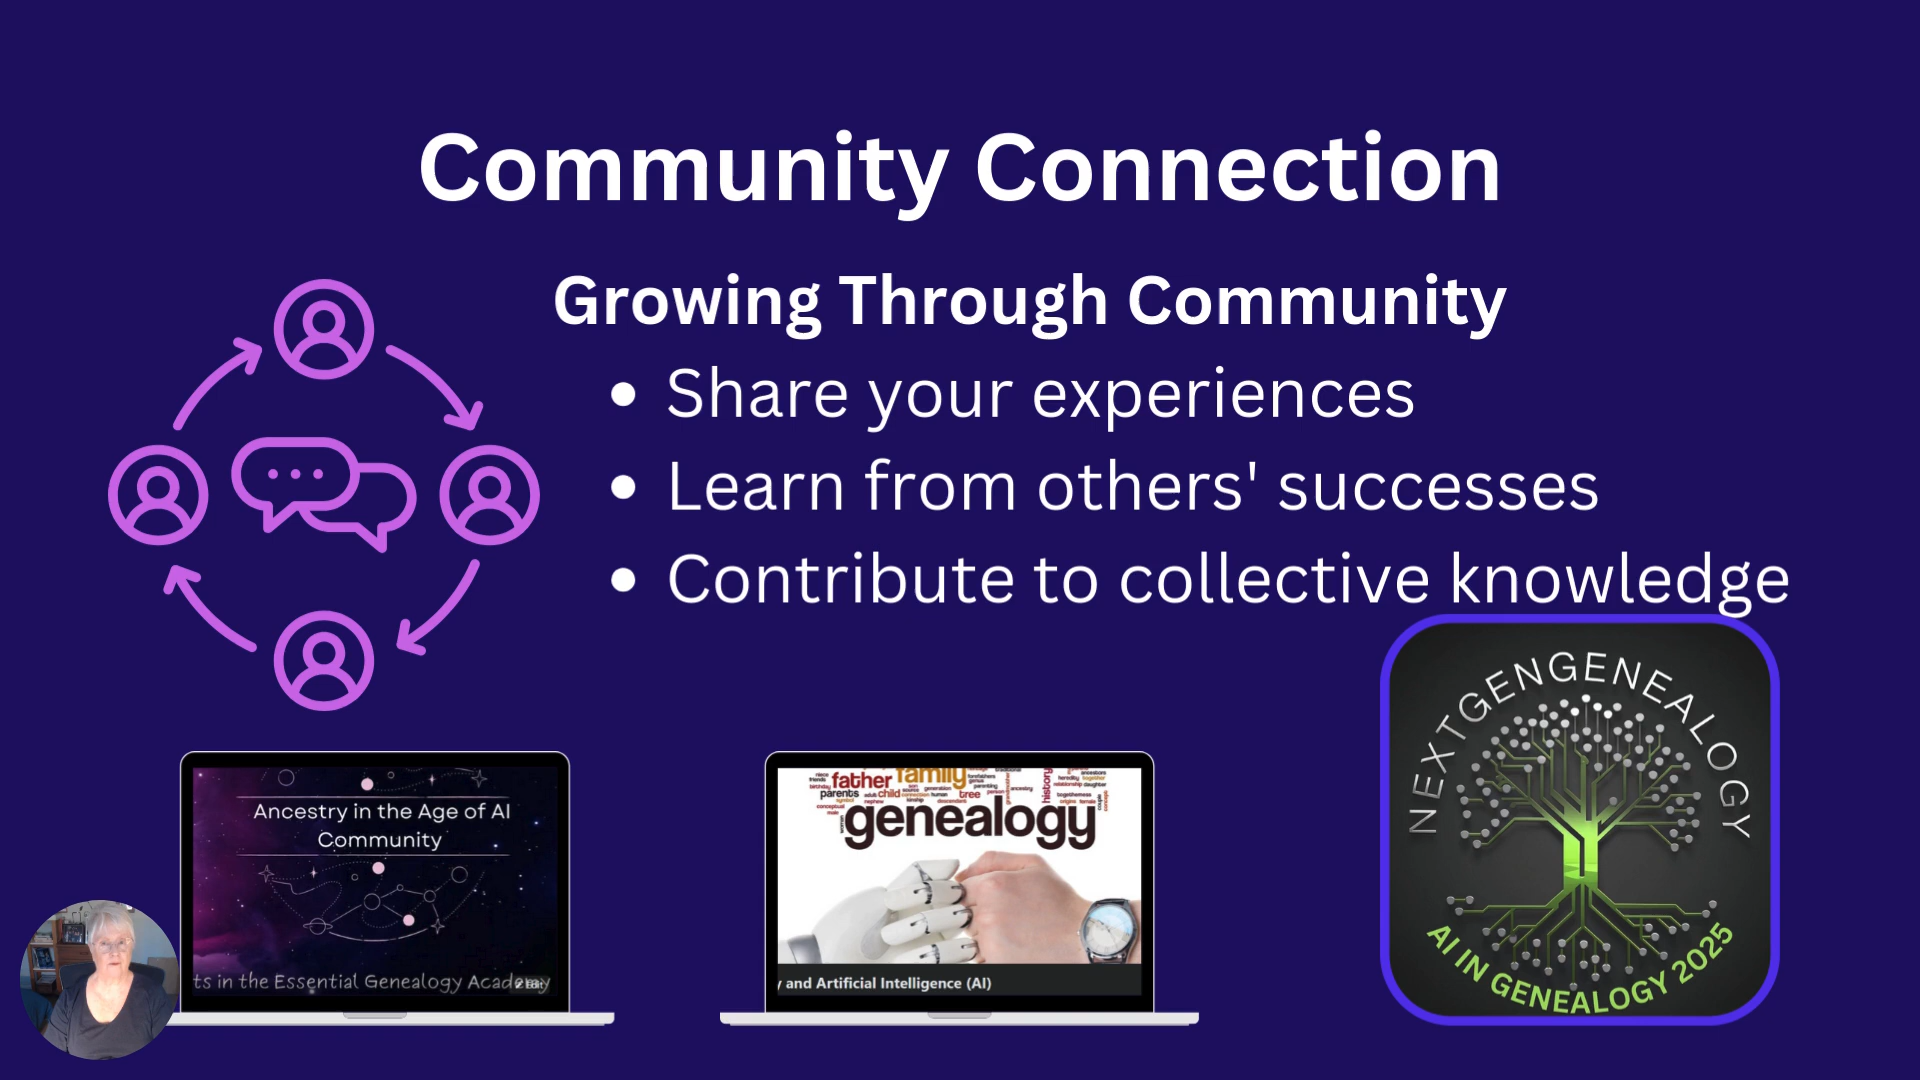 Community Connection
Growing Through Community
• Share your experiences
• Learn from others' successes
• Contribute to collective knowledge
NEXTGENGENEALOGY
AI IN GENEALOGY 2025
Ancestry in the Age of AI
Community
ts in the Essential Genealogy Academy
father family
parents child tree history
genealogy
and Artificial Intelligence (AI)